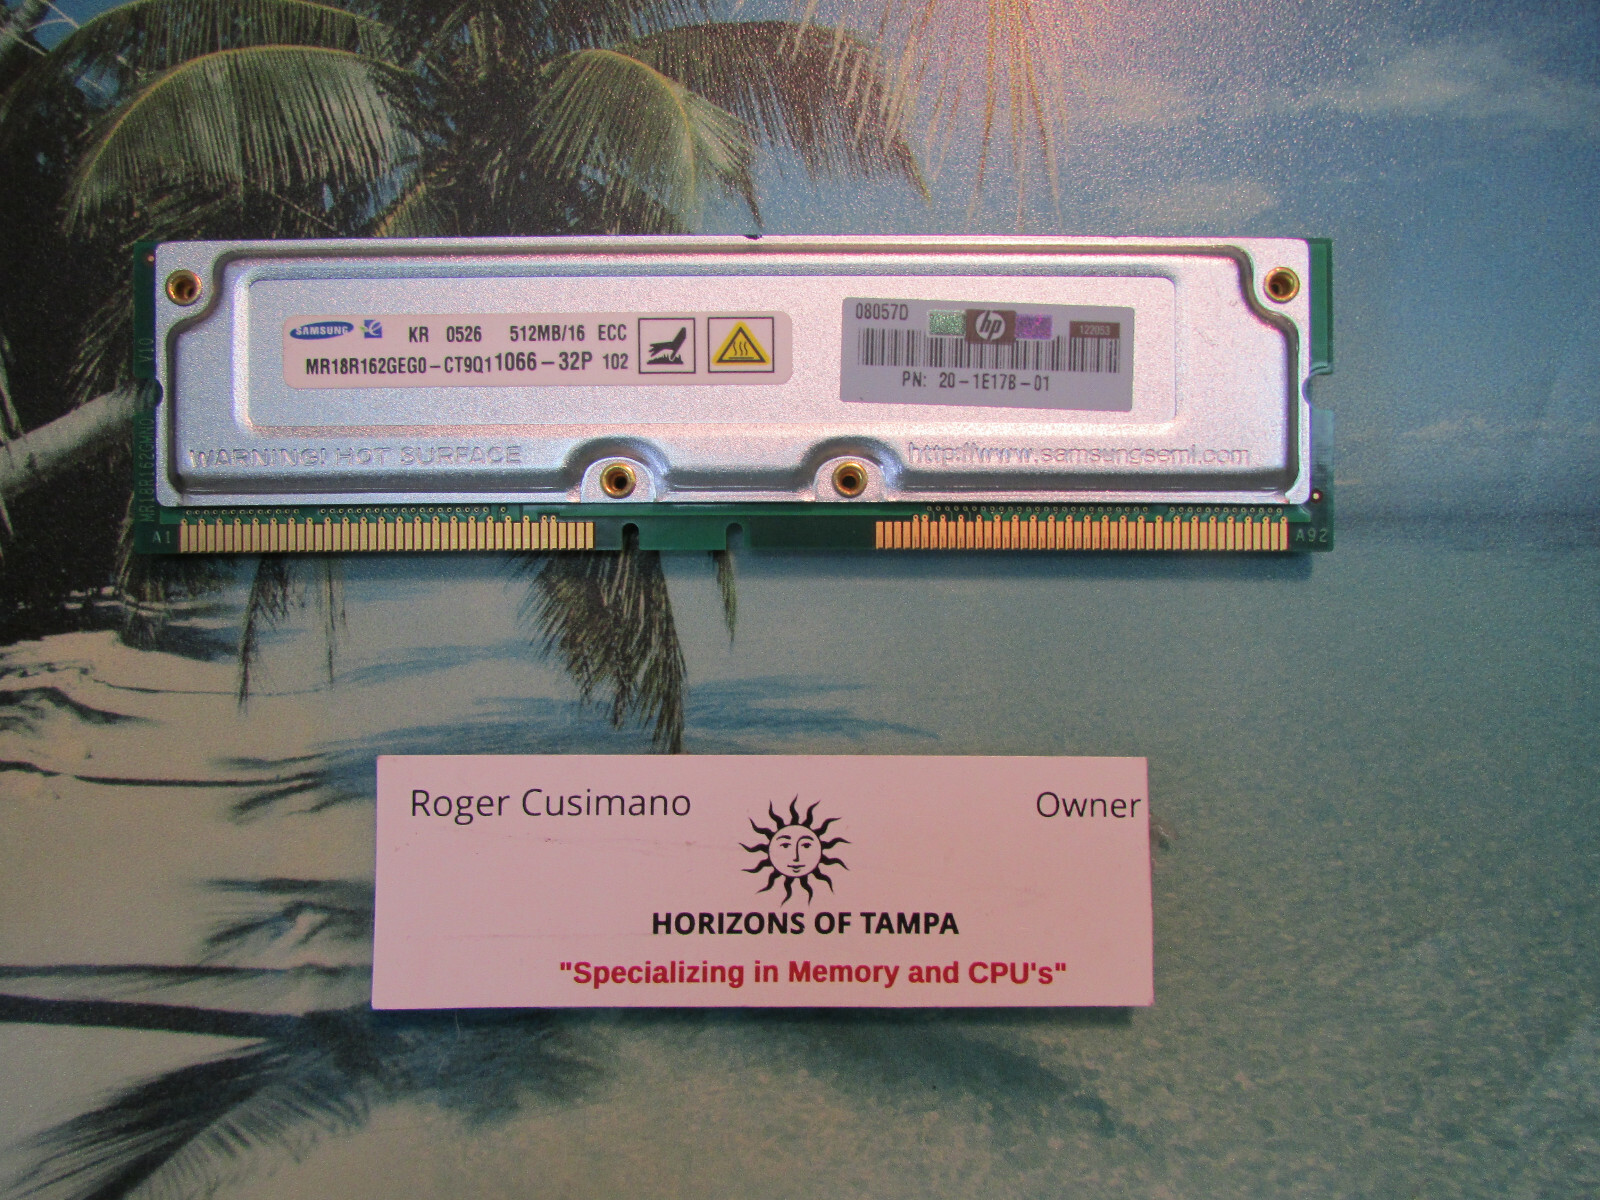 SAMSUNG KR 0526 512MB/16 ECC
MR18R162GEG0-CT9Q1 1066-32P 102
08057D
hp
122053
PN: 20-1E17B-01
WARNING! HOT SURFACE
http://www.samsungsemi.com
A1
A92
Roger Cusimano
Owner
HORIZONS OF TAMPA
"Specializing in Memory and CPU's"